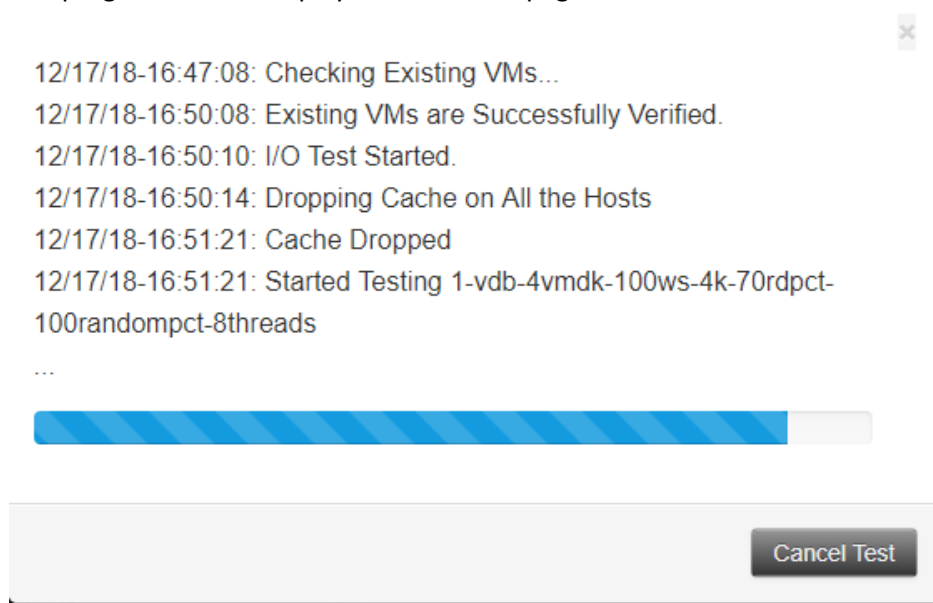 ×
12/17/18-16:47:08: Checking Existing VMs...
12/17/18-16:50:08: Existing VMs are Successfully Verified.
12/17/18-16:50:10: I/O Test Started.
12/17/18-16:50:14: Dropping Cache on All the Hosts
12/17/18-16:51:21: Cache Dropped
12/17/18-16:51:21: Started Testing 1-vdb-4vmdk-100ws-4k-70rdpct-
100randompct-8threads
...
Cancel Test